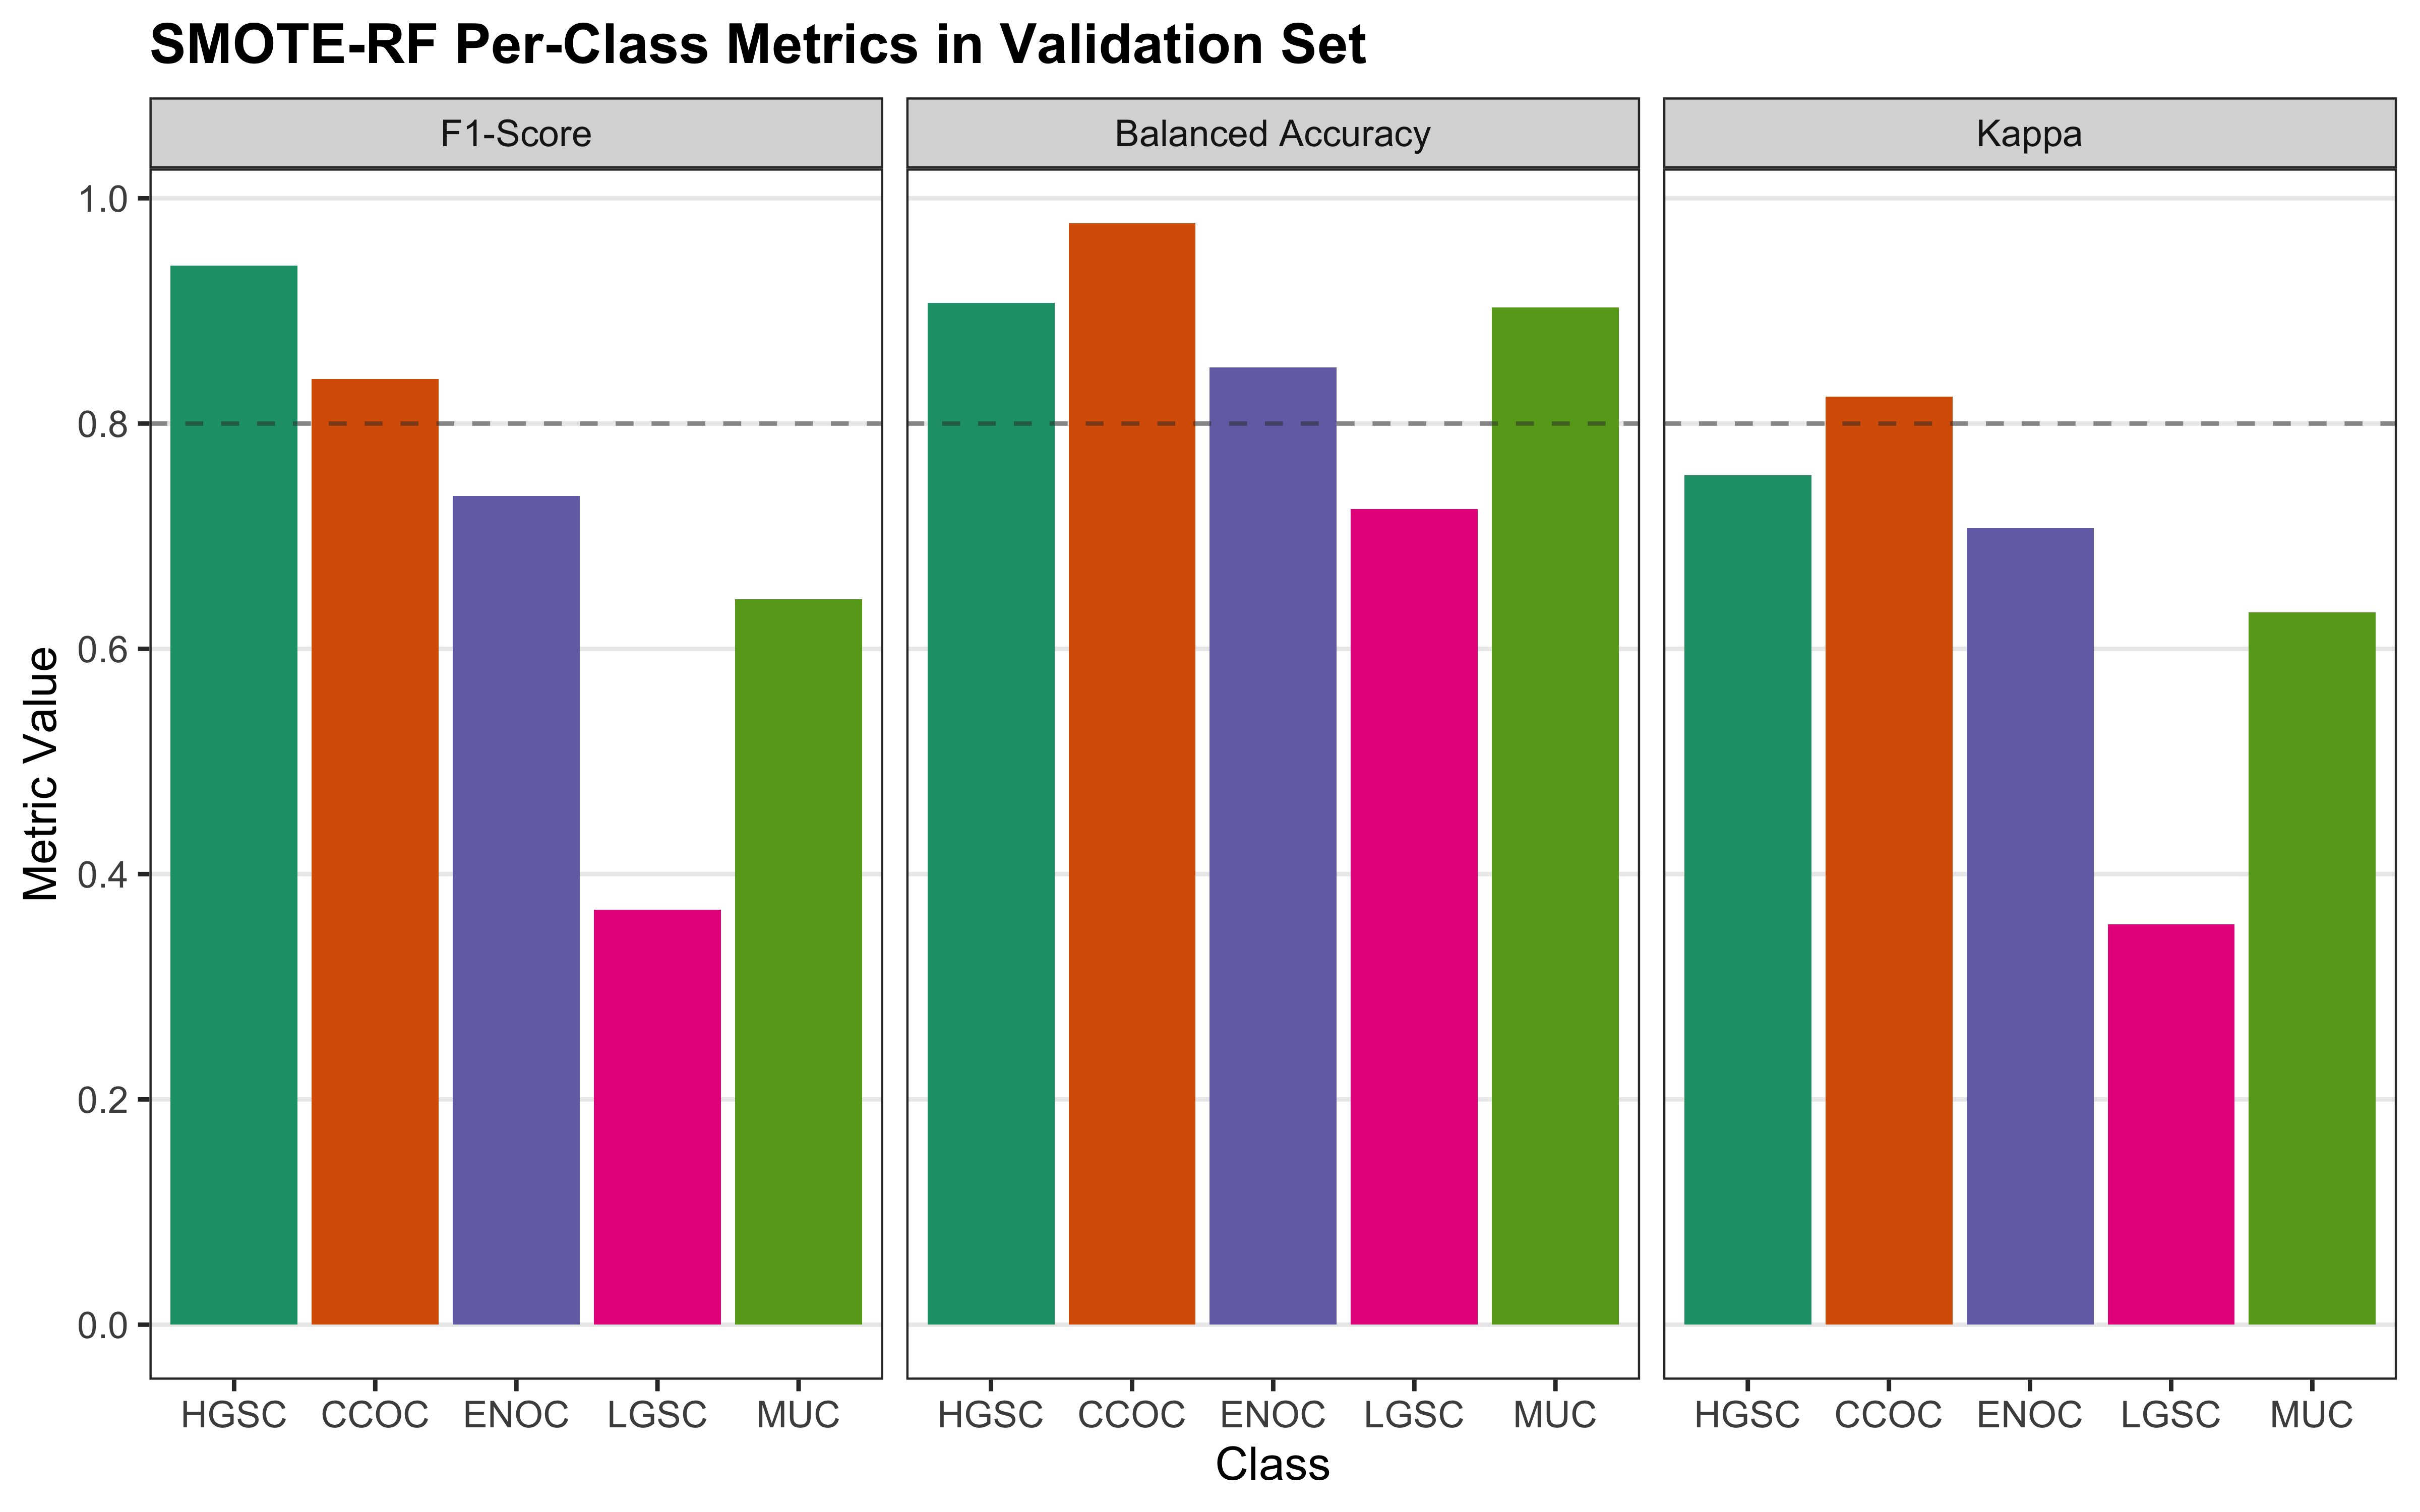 SMOTE-RF Per-Class Metrics in Validation Set
F1-Score
Balanced Accuracy
Kappa
Metric Value
1.0
0.8
0.6
0.4
0.2
0.0
HGSC CCOC ENOC LGSC MUC
HGSC CCOC ENOC LGSC MUC
HGSC CCOC ENOC LGSC MUC
Class